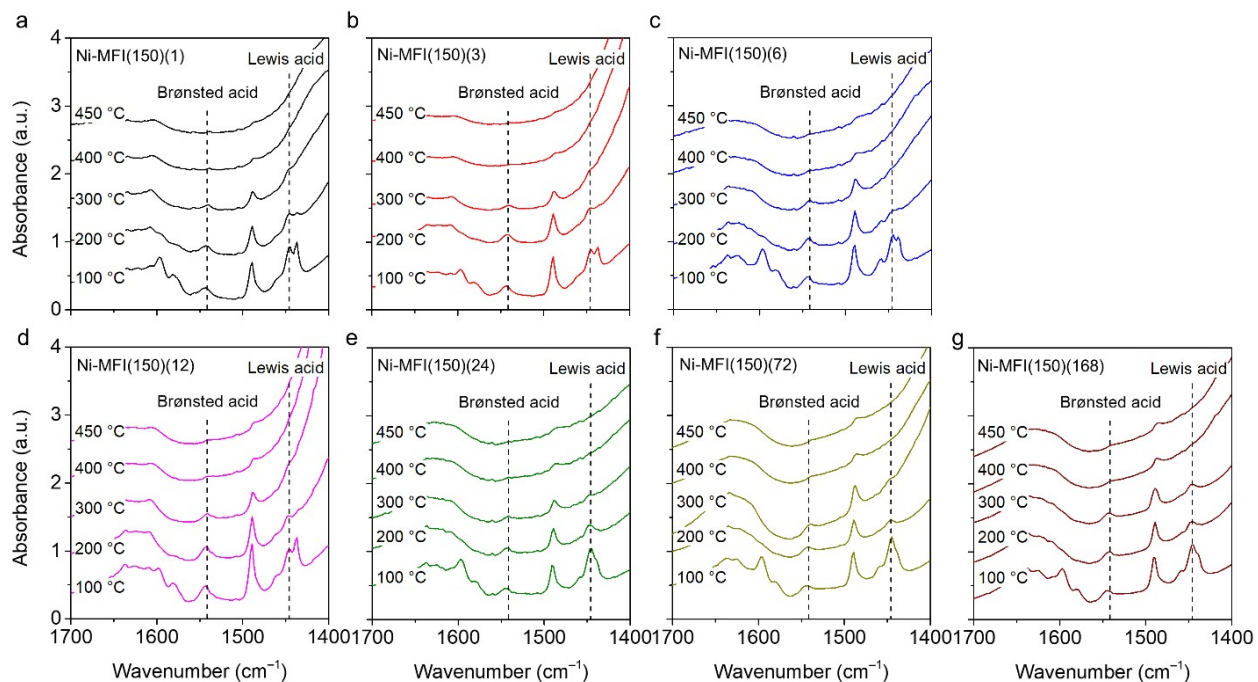 a
b
c
4
3
2
1
0
Absorbance (a.u.)
Ni-MFI(150)(1)
Lewis acid
Brønsted acid
450 °C
400 °C
300 °C
200 °C
100 °C
Ni-MFI(150)(3)
Lewis acid
Brønsted acid
450 °C
400 °C
300 °C
200 °C
100 °C
Ni-MFI(150)(6)
Lewis acid
Brønsted acid
450 °C
400 °C
300 °C
200 °C
100 °C
1700 1600 1500 1400
d
e
f
g
4
3
2
1
0
Absorbance (a.u.)
Ni-MFI(150)(12)
Lewis acid
Brønsted acid
450 °C
400 °C
300 °C
200 °C
100 °C
Ni-MFI(150)(24)
Lewis acid
Brønsted acid
450 °C
400 °C
300 °C
200 °C
100 °C
Ni-MFI(150)(72)
Lewis acid
Brønsted acid
450 °C
400 °C
300 °C
200 °C
100 °C
Ni-MFI(150)(168)
Lewis acid
Brønsted acid
450 °C
400 °C
300 °C
200 °C
100 °C
1700 1600 1500 14001700 1600 1500 14001700 1600 1500 14001700 1600 1500 1400
Wavenumber (cm⁻¹) Wavenumber (cm⁻¹) Wavenumber (cm⁻¹) Wavenumber (cm⁻¹)